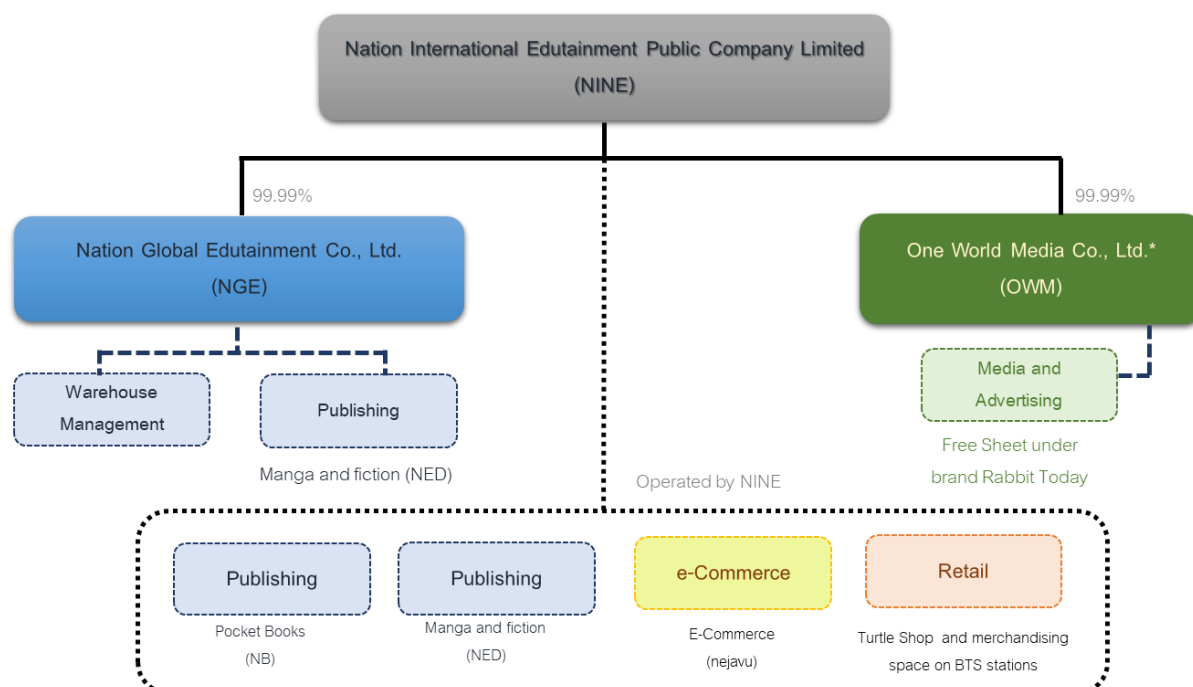 Nation International Edutainment Public Company Limited
(NINE)
99.99%
99.99%
Nation Global Edutainment Co., Ltd.
(NGE)
One World Media Co., Ltd.*
(OWM)
Warehouse
Management
Publishing
Manga and fiction (NED)
Media and
Advertising
Free Sheet under
brand Rabbit Today
Operated by NINE
Publishing
Pocket Books
(NB)
Publishing
Manga and fiction
(NED)
e-Commerce
E-Commerce
(nejavu)
Retail
Turtle Shop and merchandising
space on BTS stations